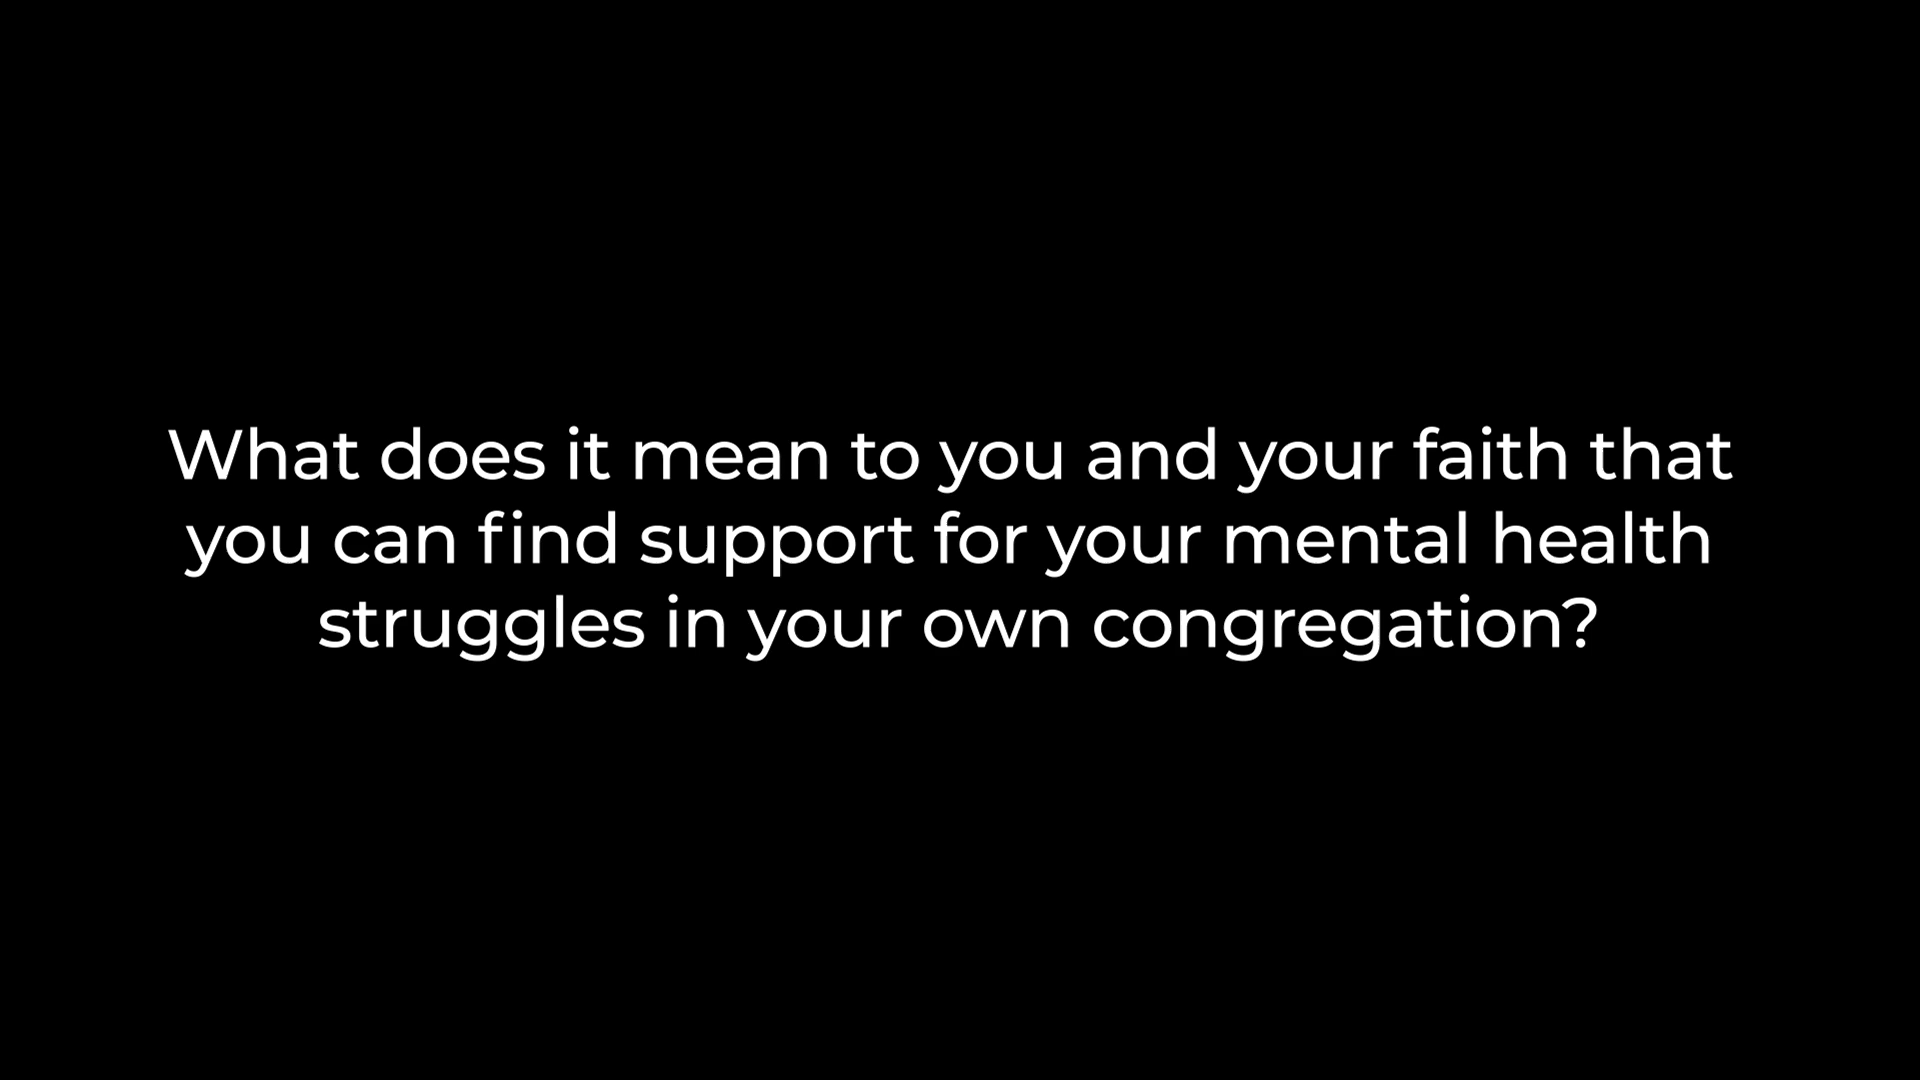 What does it mean to you and your faith that
you can find support for your mental health
struggles in your own congregation?